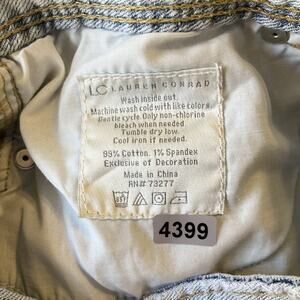 LC LAUREN CONRAD
Wash inside out.
Machine wash cold with like colors.
Gentle cycle. Only non-chlorine
bleach when needed.
Tumble dry low.
Cool iron if needed.
99% Cotton. 1% Spandex
Exclusive of Decoration
Made in China
RN# 73277
4399